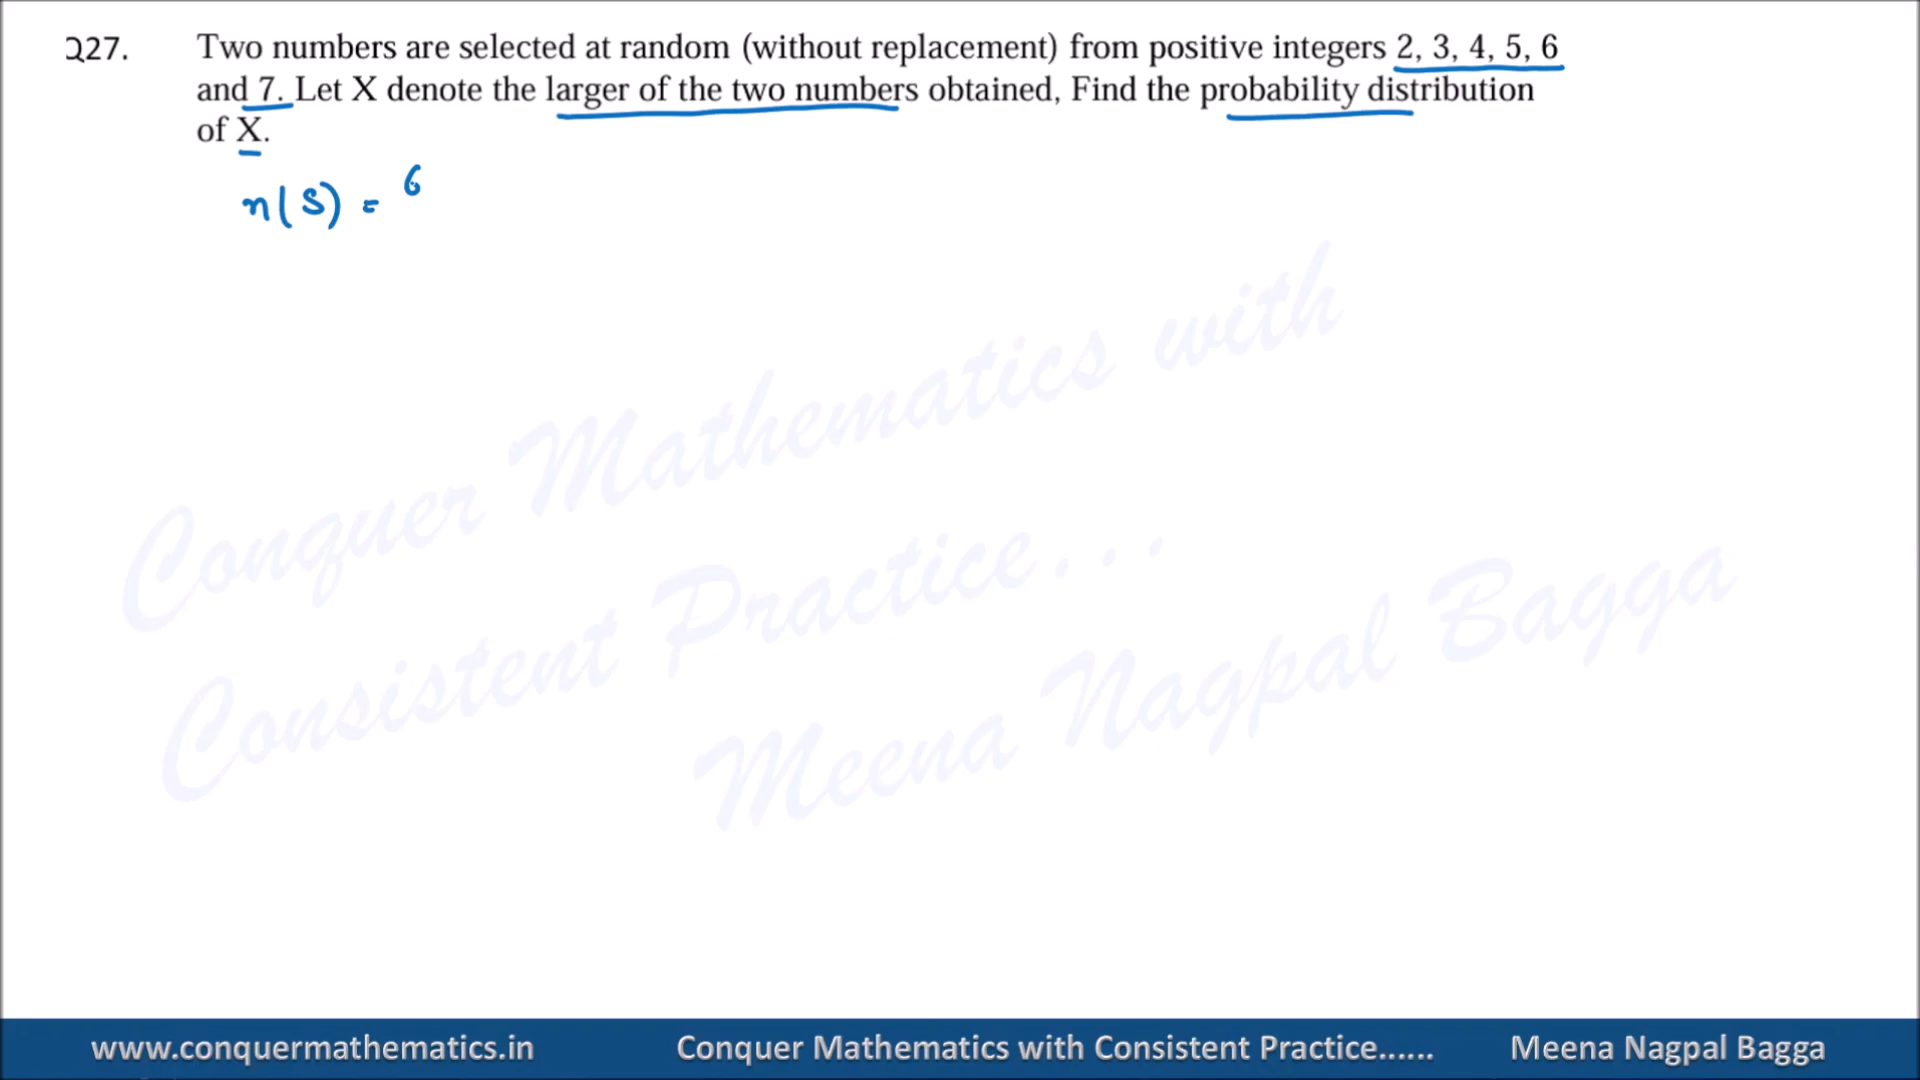 Q27. Two numbers are selected at random (without replacement) from positive integers 2, 3, 4, 5, 6
and 7. Let X denote the larger of the two numbers obtained, Find the probability distribution
of X.
n(S) = 6
Conquer Mathematics with
Consistent Practice...
Meena Nagpal Bagga
www.conquermathematics.in Conquer Mathematics with Consistent Practice...... Meena Nagpal Bagga